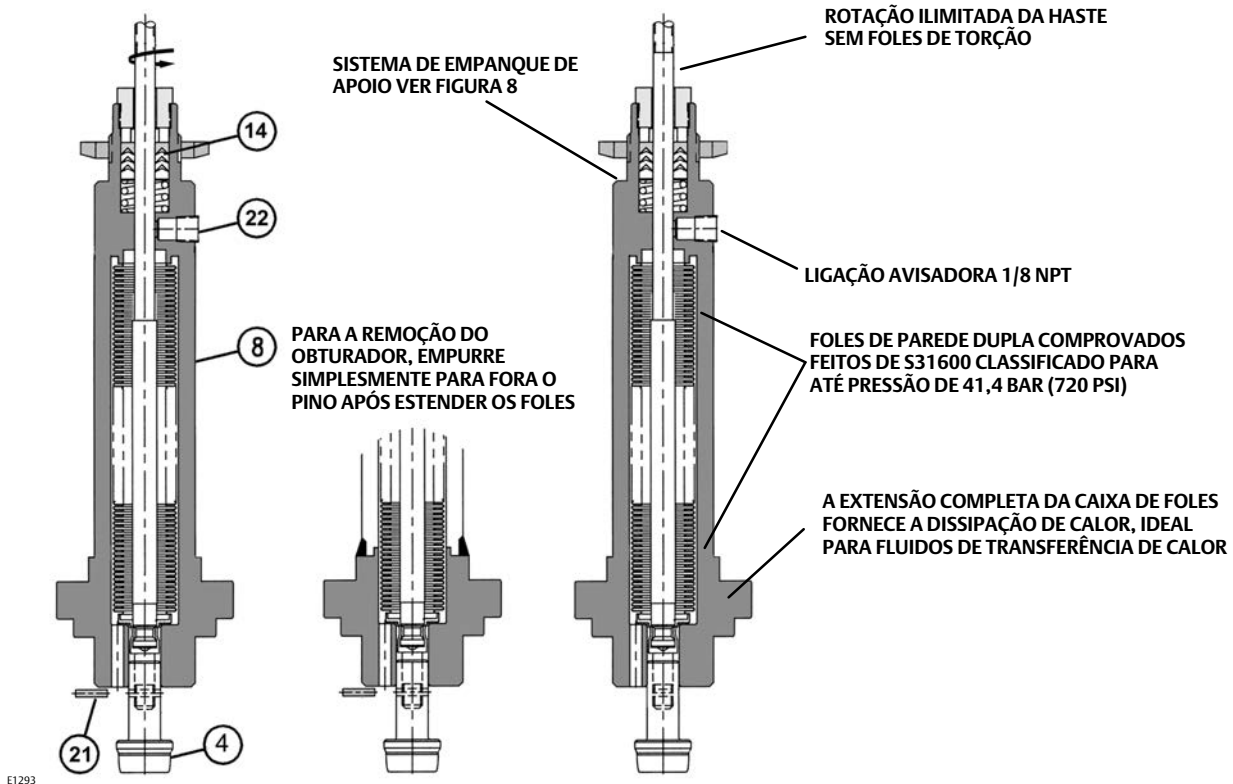 ROTAÇÃO ILIMITADA DA HASTE
SEM FOLES DE TORÇÃO
SISTEMA DE EMPANQUE DE
APOIO VER FIGURA 8
14
22
LIGAÇÃO AVISADORA 1/8 NPT
8
PARA A REMOÇÃO DO
OBTURADOR, EMPURRE
SIMPLESMENTE PARA FORA O
PINO APÓS ESTENDER OS FOLES
FOLES DE PAREDE DUPLA COMPROVADOS
FEITOS DE S31600 CLASSIFICADO PARA
ATÉ PRESSÃO DE 41,4 BAR (720 PSI)
A EXTENSÃO COMPLETA DA CAIXA DE FOLES
FORNECE A DISSIPAÇÃO DE CALOR, IDEAL
PARA FLUIDOS DE TRANSFERÊNCIA DE CALOR
21
4
E1293